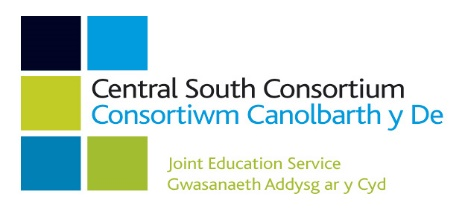 Central South Consortium
Consortiwm Canolbarth y De
Joint Education Service
Gwasanaeth Addysg ar y Cyd